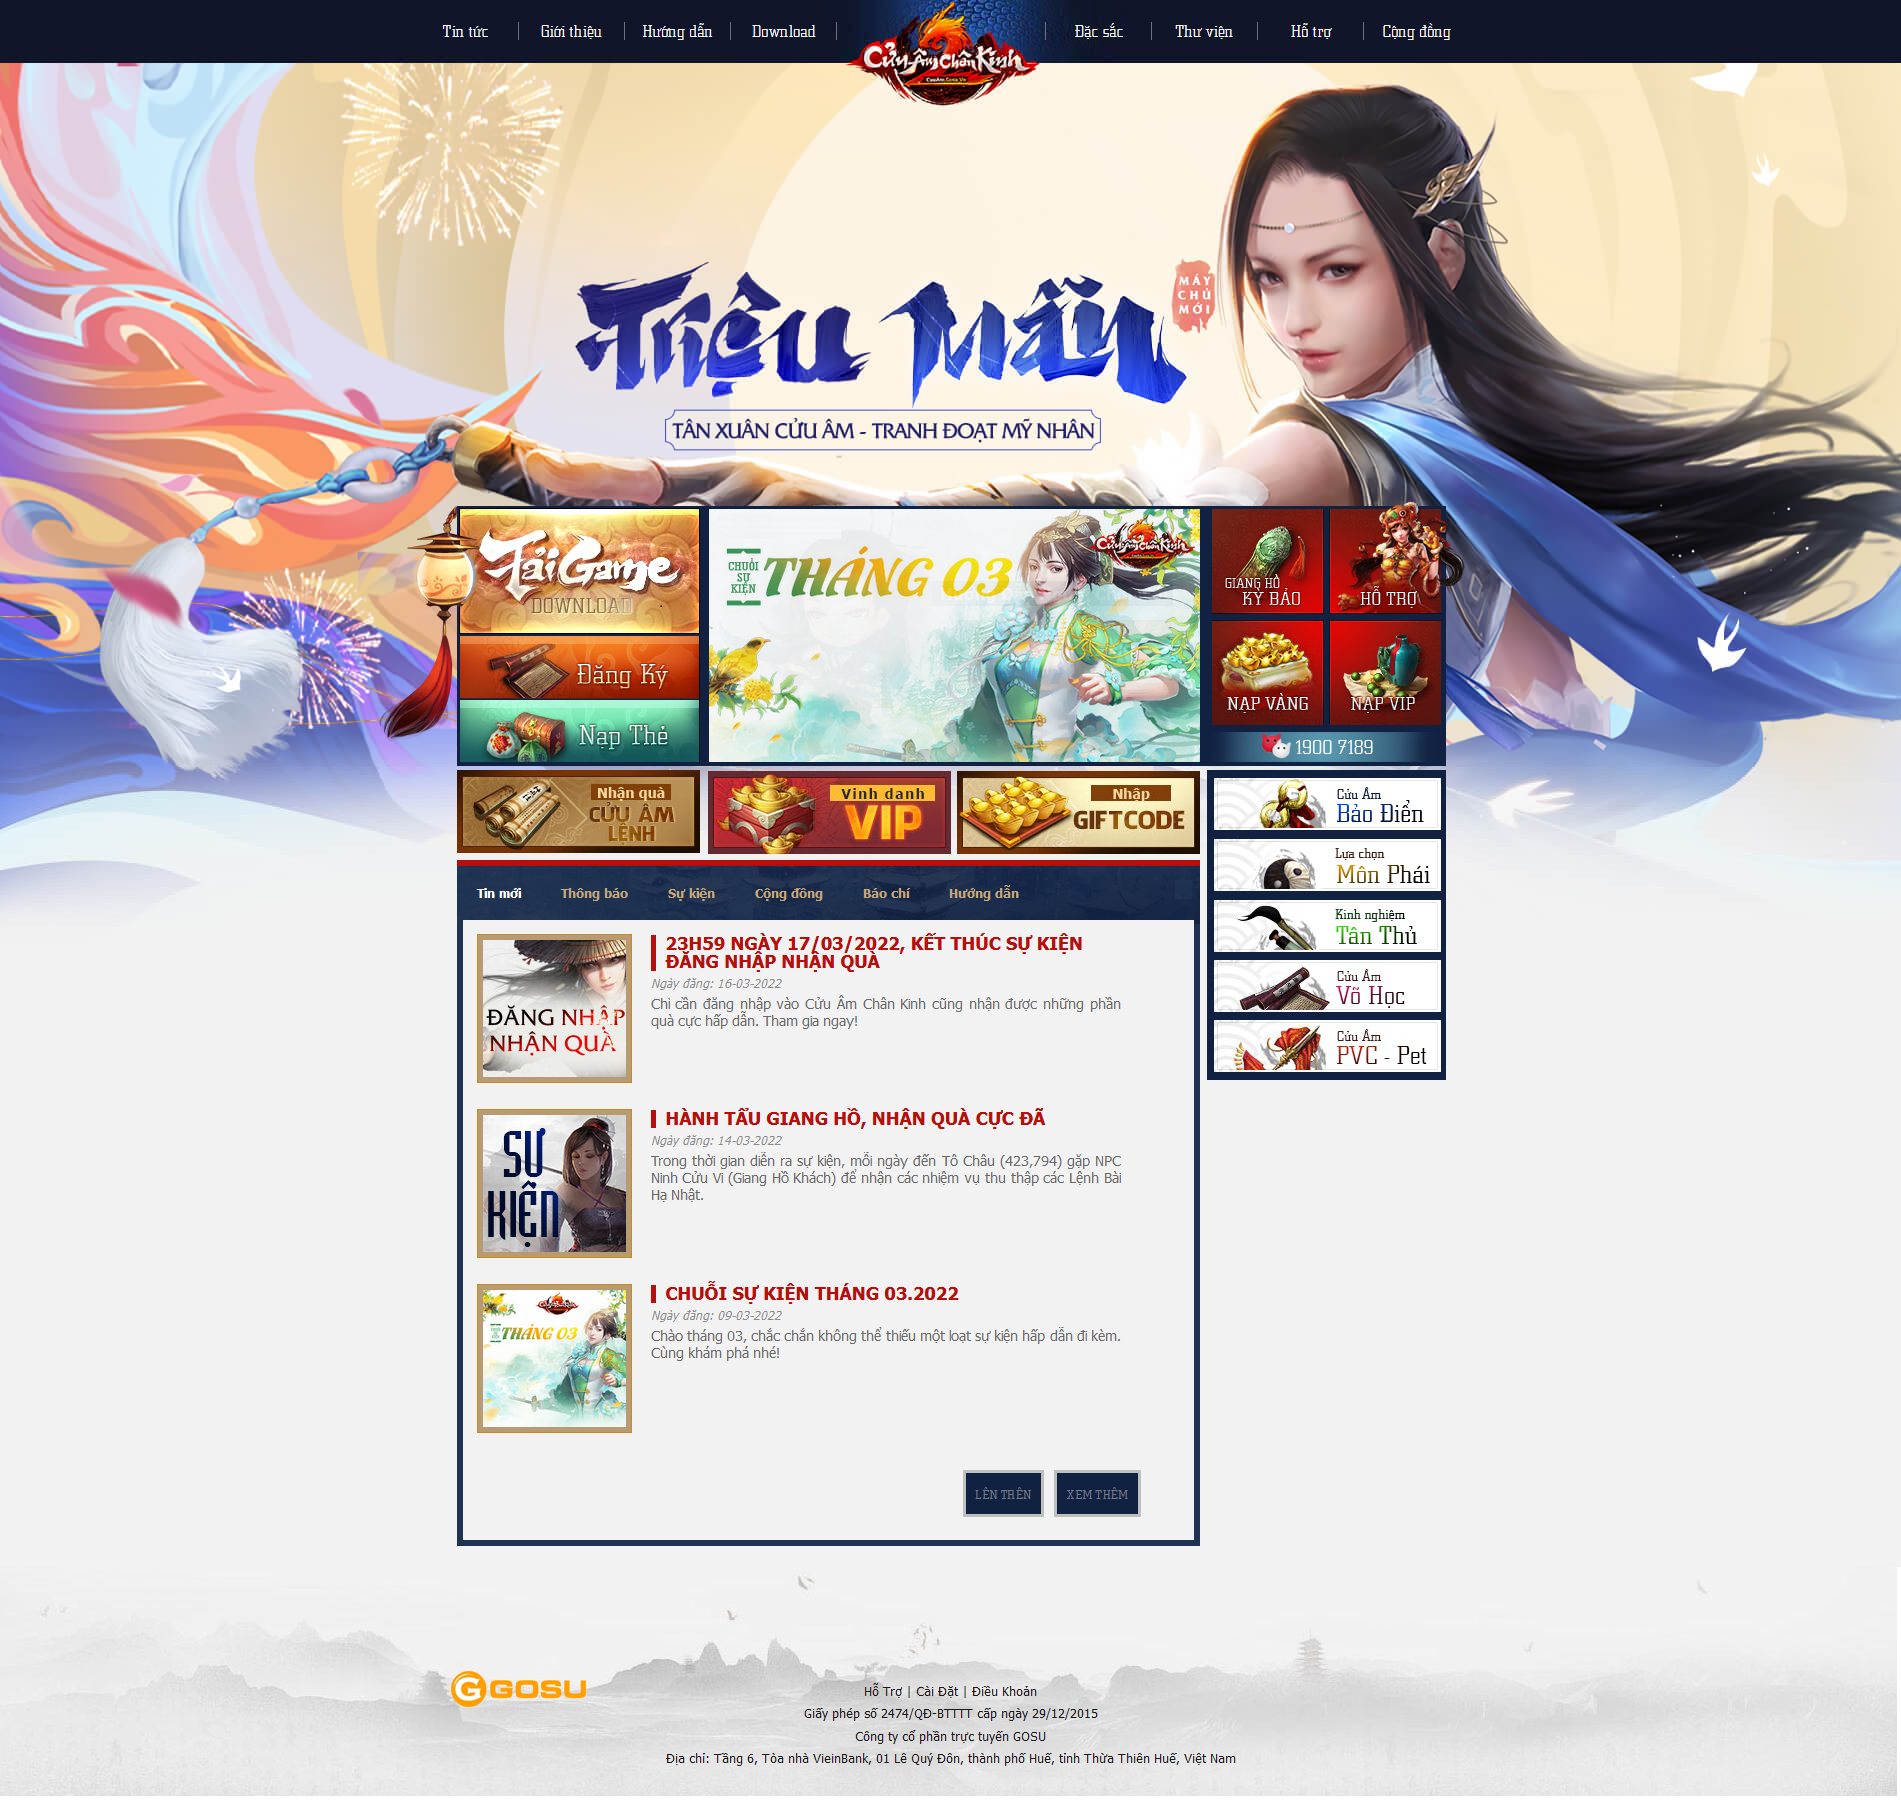 Tin tức
Giới thiệu
Hướng dẫn
Download
Cửu Âm Chân Kinh
CuuAm.Gosu.Vn
Đặc sắc
Thư viện
Hỗ trợ
Cộng đồng
Triệu Mẫn
MÁY
CHỦ
MỚI
TÂN XUÂN CỬU ÂM - TRANH ĐOẠT MỸ NHÂN
Tải Game
DOWNLOAD
Đăng Ký
Nạp Thẻ
CHUỖI
SỰ
KIỆN
THÁNG 03
Cửu Âm Chân Kinh
GIANG HỒ
KỲ BẢO
HỖ TRỢ
NẠP VÀNG
NẠP VIP
1900 7189
Nhận quà
CỬU ÂM
LỆNH
Vinh danh
VIP
Nhập
GIFTCODE
Cửu Âm
Bảo Điển
Lựa chọn
Môn Phái
Kinh nghiệm
Tân Thủ
Cửu Âm
Võ Học
Cửu Âm
PVC - Pet
Tin mới
Thông báo
Sự kiện
Cộng đồng
Báo chí
Hướng dẫn
ĐĂNG NHẬP
NHẬN QUÀ
23H59 NGÀY 17/03/2022, KẾT THÚC SỰ KIỆN
ĐĂNG NHẬP NHẬN QUÀ
Ngày đăng: 16-03-2022
Chỉ cần đăng nhập vào Cửu Âm Chân Kinh cũng nhận được những phần
quà cực hấp dẫn. Tham gia ngay!
SỰ
KIỆN
HÀNH TẨU GIANG HỒ, NHẬN QUÀ CỰC ĐÃ
Ngày đăng: 14-03-2022
Trong thời gian diễn ra sự kiện, mỗi ngày đến Tô Châu (423,794) gặp NPC
Ninh Cửu Vi (Giang Hồ Khách) để nhận các nhiệm vụ thu thập các Lệnh Bài
Hạ Nhật.
Cửu Âm Chân Kinh
THÁNG 03
CHUỖI SỰ KIỆN THÁNG 03.2022
Ngày đăng: 09-03-2022
Chào tháng 03, chắc chắn không thể thiếu một loạt sự kiện hấp dẫn đi kèm.
Cùng khám phá nhé!
LÊN TRÊN
XEM THÊM
GOSU
Hỗ Trợ | Cài Đặt | Điều Khoản
Giấy phép số 2474/QĐ-BTTTT cấp ngày 29/12/2015
Công ty cổ phần trực tuyến GOSU
Địa chỉ: Tầng 6, Tòa nhà VieinBank, 01 Lê Quý Đôn, thành phố Huế, tỉnh Thừa Thiên Huế, Việt Nam